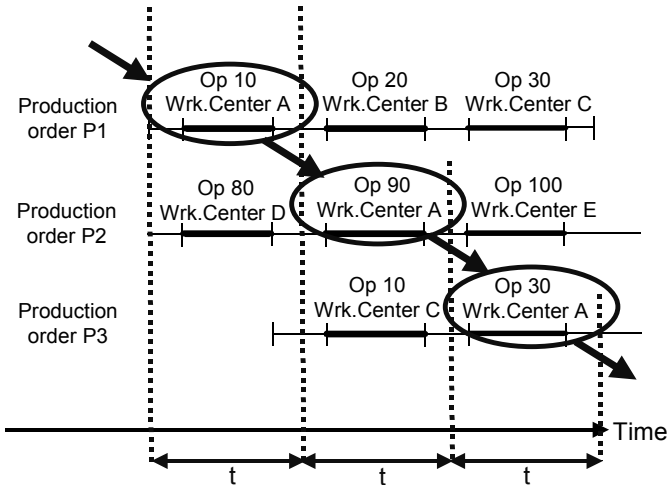 Op 10
Wrk.Center A
Op 20
Wrk.Center B
Op 30
Wrk.Center C
Production
order P1
Op 80
Wrk.Center D
Op 90
Wrk.Center A
Op 100
Wrk.Center E
Production
order P2
Op 10
Wrk.Center C
Op 30
Wrk.Center A
Production
order P3
Time
t
t
t